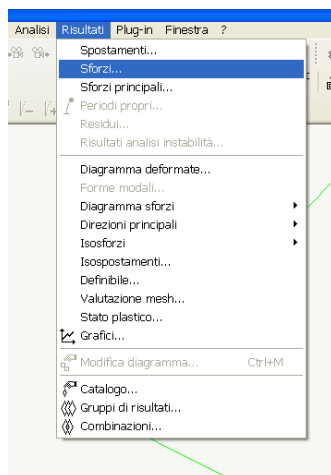 Analisi Risultati Plug-in Finestra ?
Spostamenti...
Sforzi...
Sforzi principali...
Periodi propri...
Residui...
Risultati analisi instabilità...
Diagramma deformate...
Forme modali...
Diagramma sforzi
Direzioni principali
Isosforzi
Isospostamenti...
Definibile...
Valutazione mesh...
Stato plastico...
Grafici...
Modifica diagramma... Ctrl+M
Catalogo...
Gruppi di risultati...
Combinazioni...